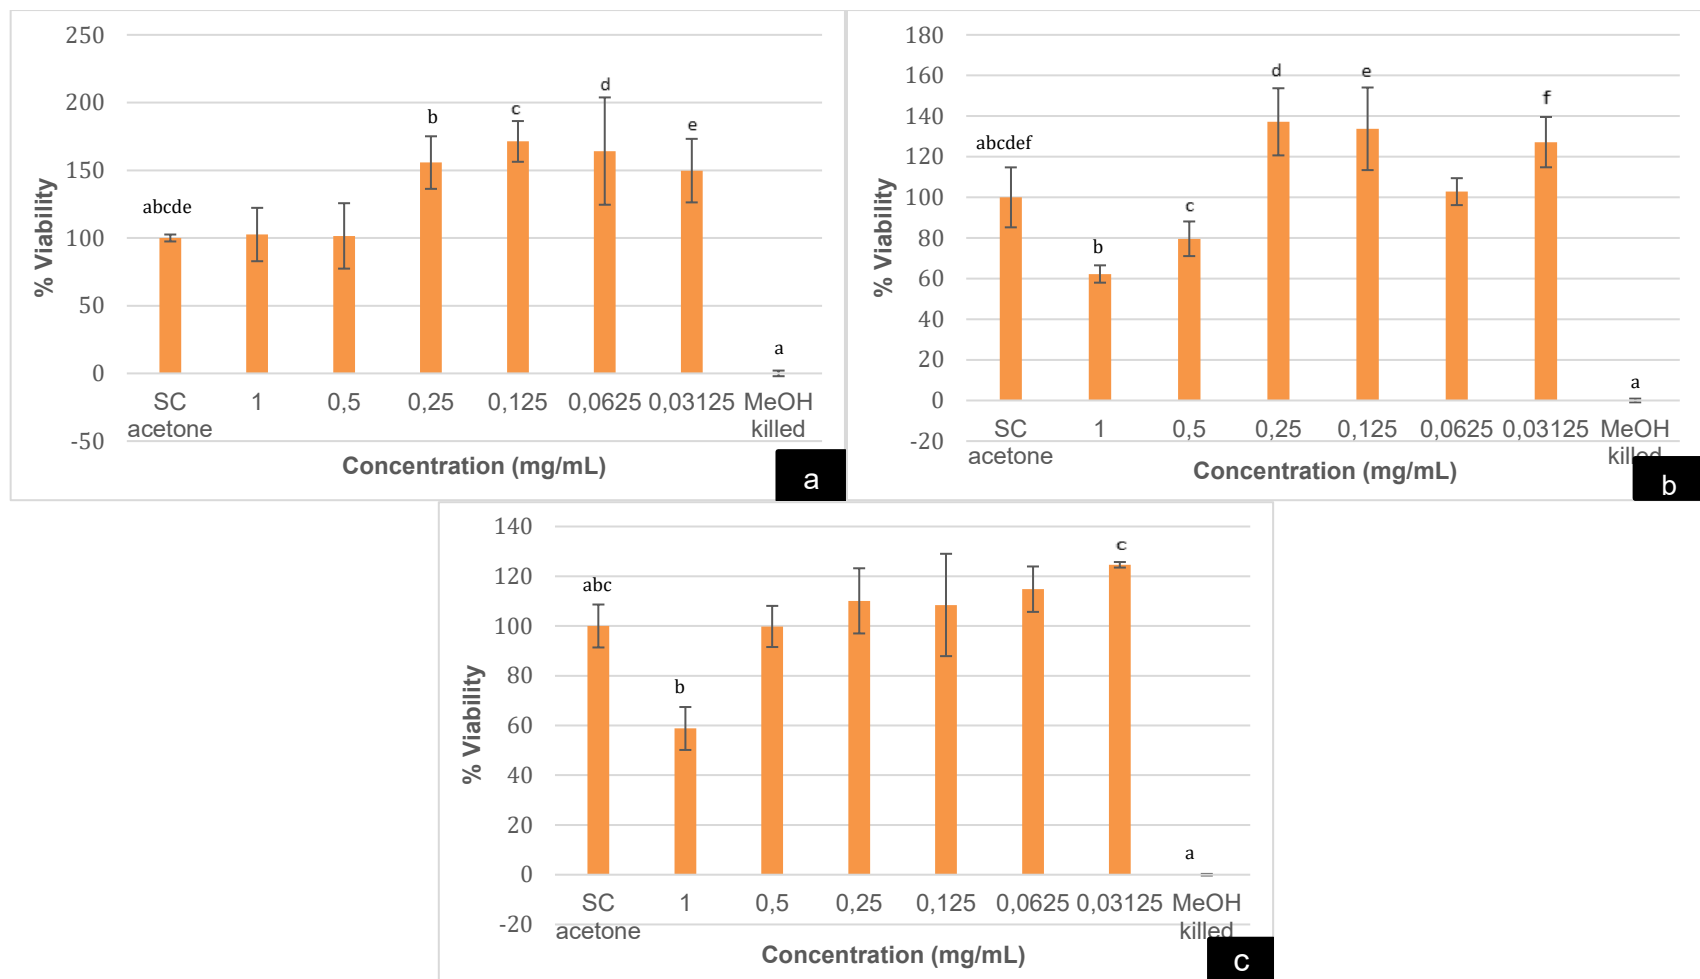 250
200
150
100
50
0
-50
% Viability
abcde
b
c
d
e
a
SC acetone 1 0,5 0,25 0,125 0,0625 0,03125 MeOH killed
Concentration (mg/mL)
a
180
160
140
120
100
80
60
40
20
0
-20
% Viability
abcdef
b
c
d
e
f
a
SC acetone 1 0,5 0,25 0,125 0,0625 0,03125 MeOH killed
Concentration (mg/mL)
b
140
120
100
80
60
40
20
0
-20
% Viability
abc
b
c
a
SC acetone 1 0,5 0,25 0,125 0,0625 0,03125 MeOH killed
Concentration (mg/mL)
c